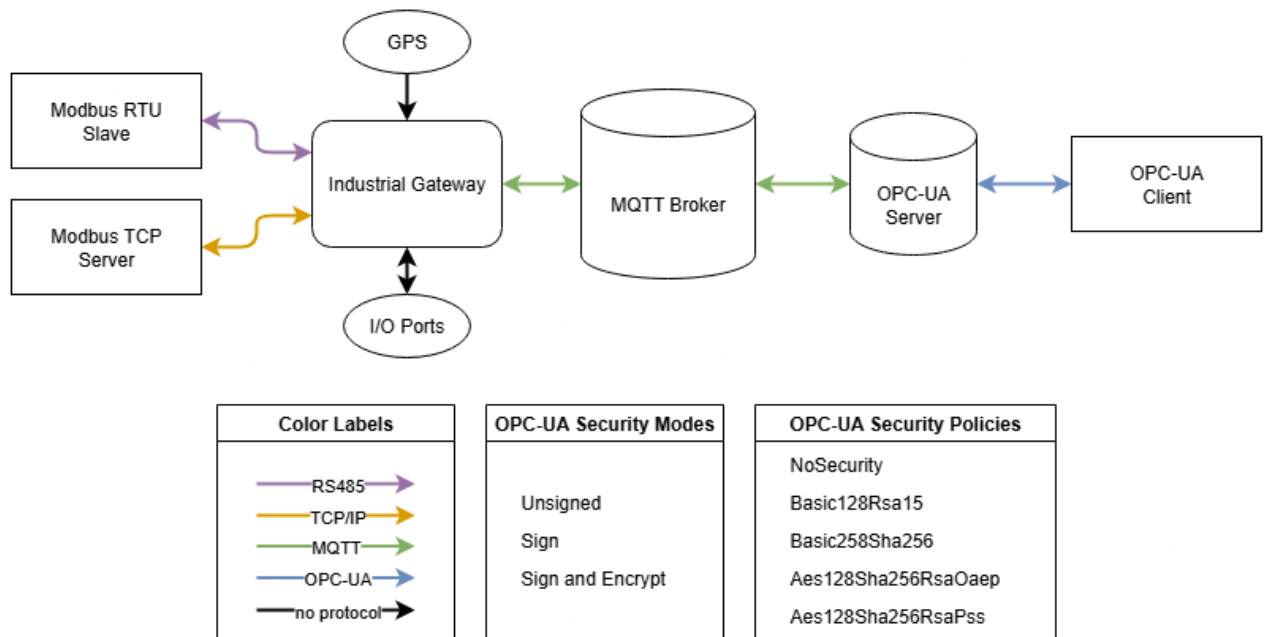 GPS
Modbus RTU
Slave
Industrial Gateway
MQTT Broker
OPC-UA
Server
OPC-UA
Client
Modbus TCP
Server
I/O Ports
Color Labels
RS485
TCP/IP
MQTT
OPC-UA
no protocol
OPC-UA Security Modes
Unsigned
Sign
Sign and Encrypt
OPC-UA Security Policies
NoSecurity
Basic128Rsa15
Basic258Sha256
Aes128Sha256RsaOaep
Aes128Sha256RsaPss